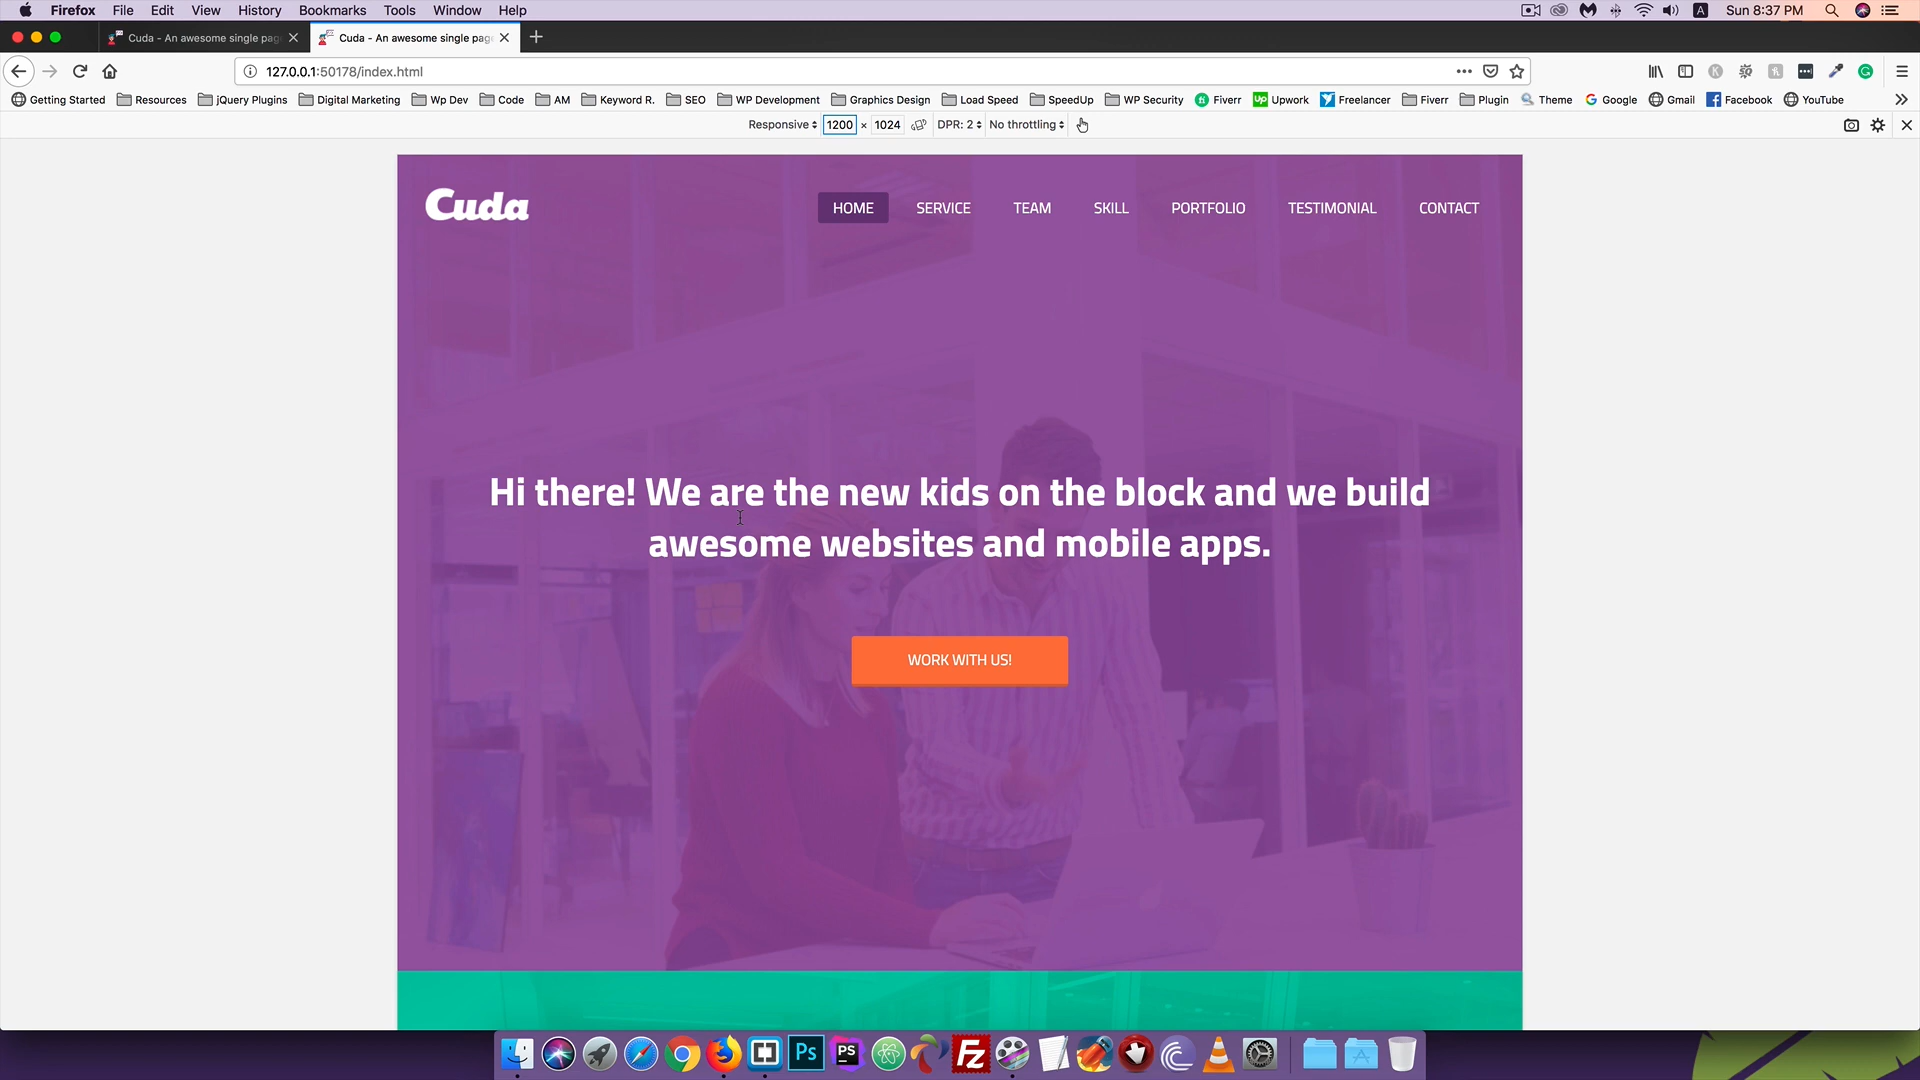 Firefox File Edit View History Bookmarks Tools Window Help A Sun 8:37 PM
Cuda - An awesome single pag Cuda - An awesome single pag
127.0.0.1:50178/index.html
Getting Started Resources jQuery Plugins Digital Marketing Wp Dev Code AM Keyword R. SEO WP Development Graphics Design Load Speed SpeedUp WP Security Fiverr Upwork Freelancer Fiverr Plugin Theme Google Gmail Facebook YouTube
Responsive 1200 × 1024 DPR: 2 No throttling
Cuda HOME SERVICE TEAM SKILL PORTFOLIO TESTIMONIAL CONTACT
Hi there! We are the new kids on the block and we build
awesome websites and mobile apps.
WORK WITH US!
Ps PS FZ